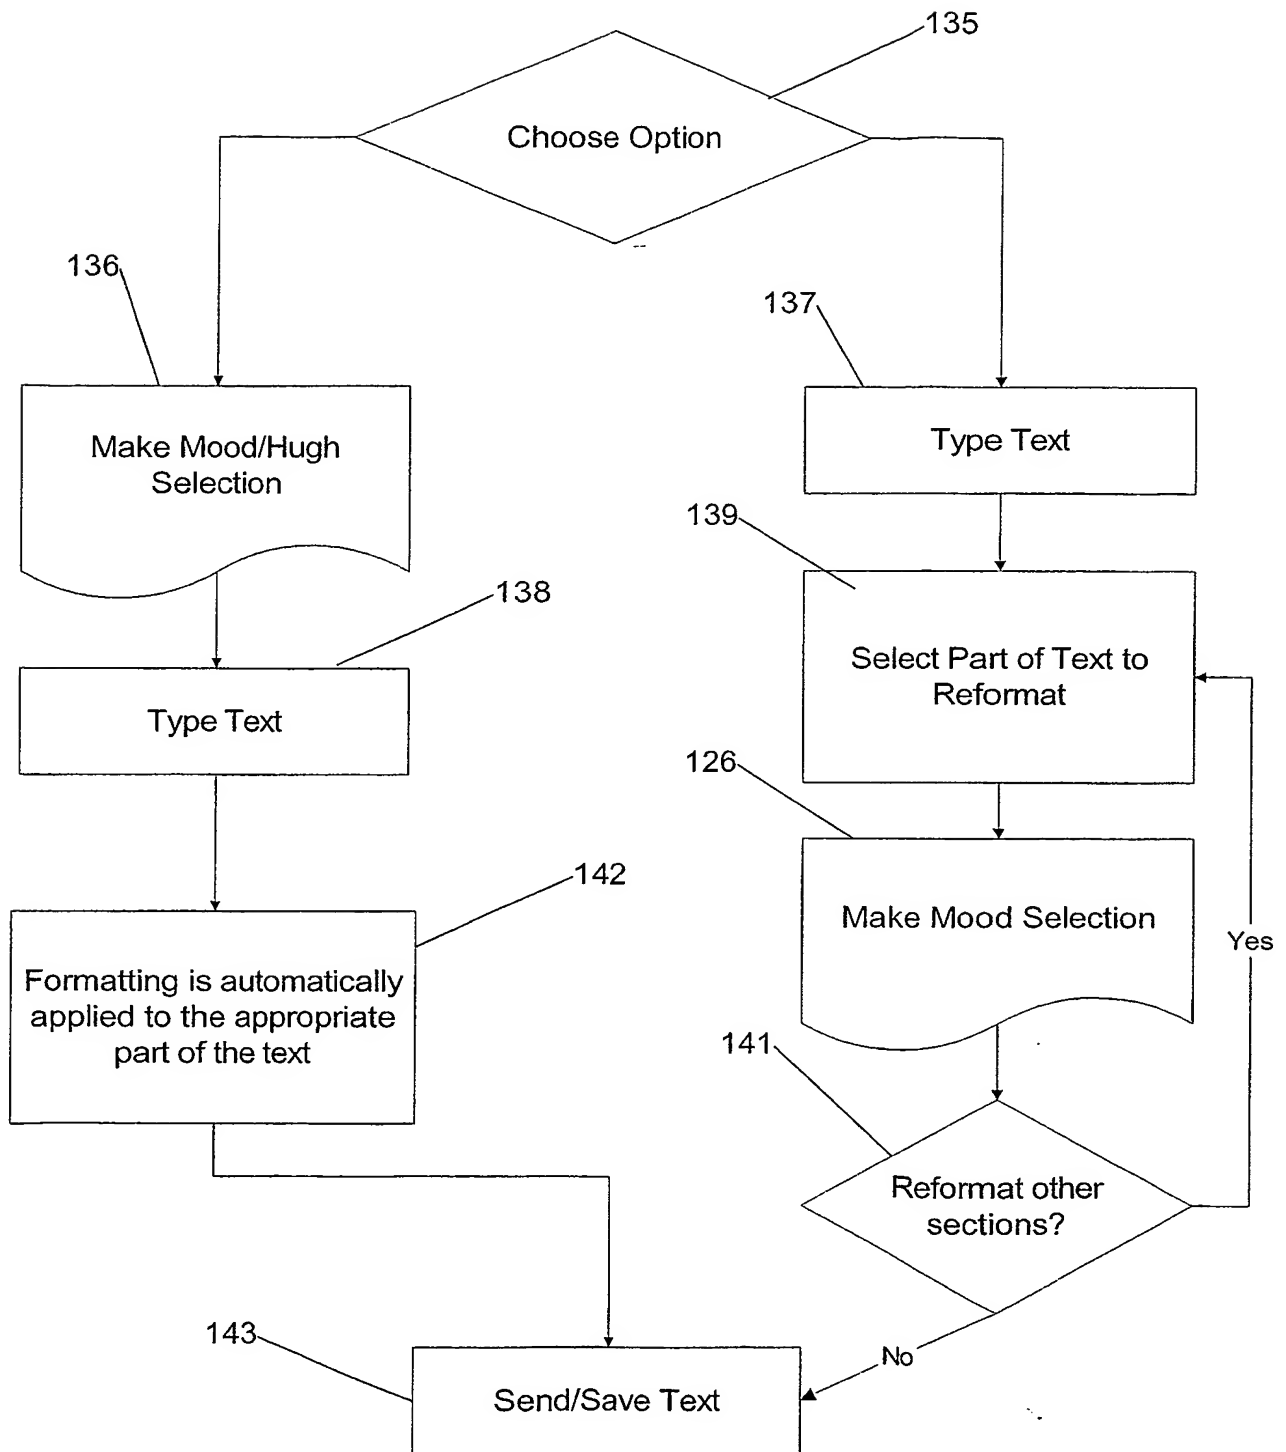 135
Choose Option
136
137
Make Mood/Hugh
Selection
Type Text
139
138
Select Part of Text to
Reformat
Type Text
126
142
Make Mood Selection
Yes
Formatting is automatically
applied to the appropriate
part of the text
141
Reformat other
sections?
143
No
Send/Save Text